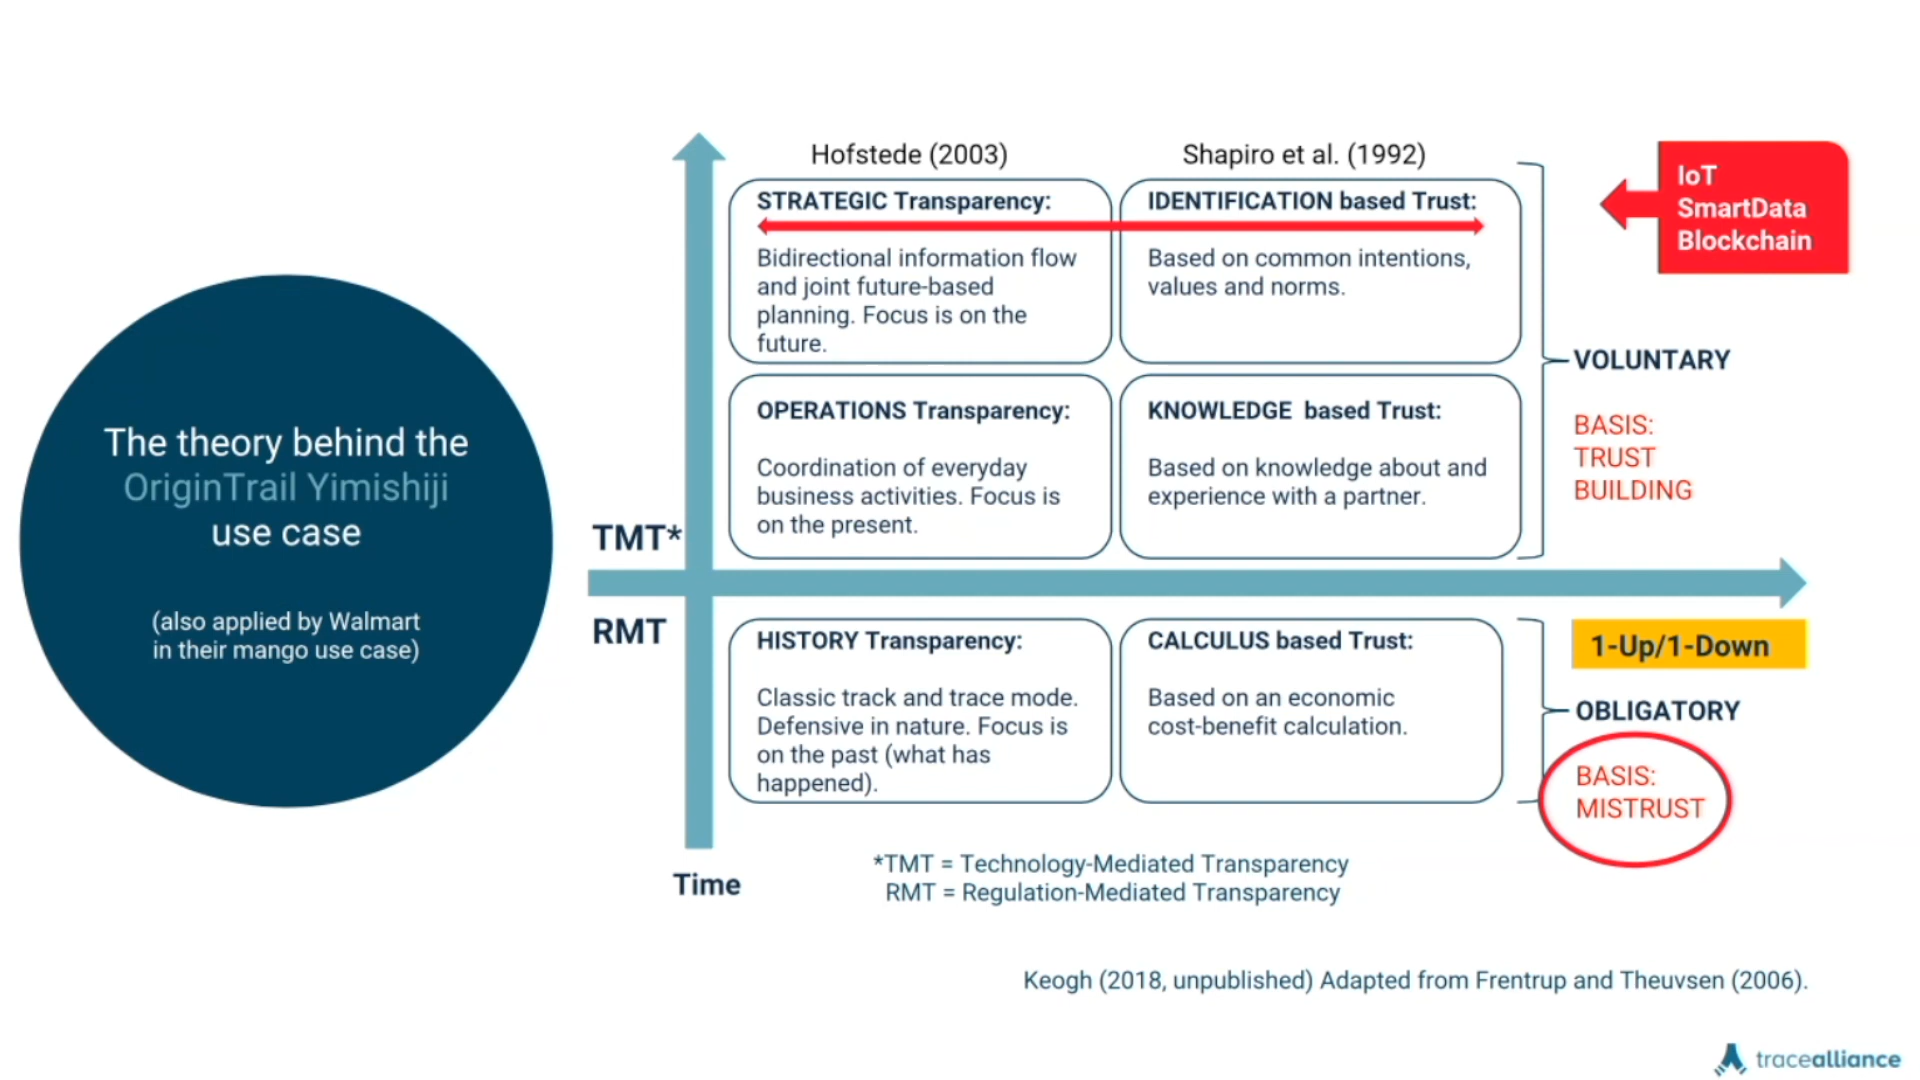 The theory behind the
OriginTrail Yimishiji
use case
(also applied by Walmart
in their mango use case)
Hofstede (2003)
Shapiro et al. (1992)
STRATEGIC Transparency:
Bidirectional information flow
and joint future-based
planning. Focus is on the
future.
IDENTIFICATION based Trust:
Based on common intentions,
values and norms.
IoT
SmartData
Blockchain
OPERATIONS Transparency:
Coordination of everyday
business activities. Focus is
on the present.
KNOWLEDGE based Trust:
Based on knowledge about and
experience with a partner.
VOLUNTARY
BASIS:
TRUST
BUILDING
TMT*
RMT
HISTORY Transparency:
Classic track and trace mode.
Defensive in nature. Focus is
on the past (what has
happened).
CALCULUS based Trust:
Based on an economic
cost-benefit calculation.
1-Up/1-Down
OBLIGATORY
BASIS:
MISTRUST
Time
*TMT = Technology-Mediated Transparency
RMT = Regulation-Mediated Transparency
Keogh (2018, unpublished) Adapted from Frentrup and Theuvsen (2006).
tracealliance